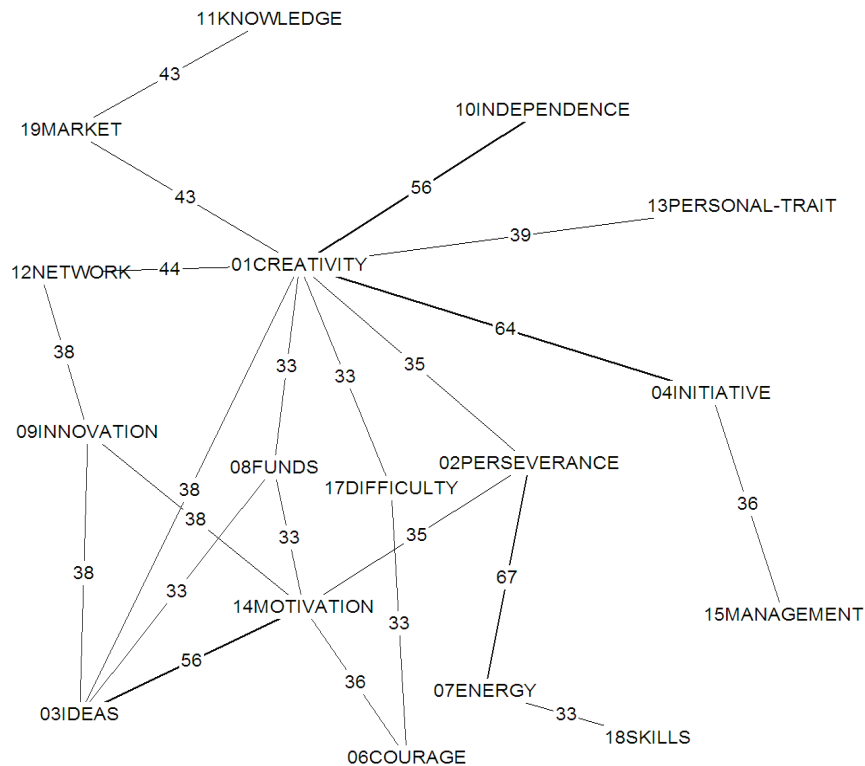 11KNOWLEDGE
43
19MARKET
10INDEPENDENCE
56
43
13PERSONAL-TRAIT
39
12NETWORK
44
01CREATIVITY
64
38
33
33
35
04INITIATIVE
09INNOVATION
08FUNDS
17DIFFICULTY
02PERSEVERANCE
38
38
36
33
35
38
33
67
14MOTIVATION
33
15MANAGEMENT
56
36
07ENERGY
03IDEAS
33
18SKILLS
06COURAGE